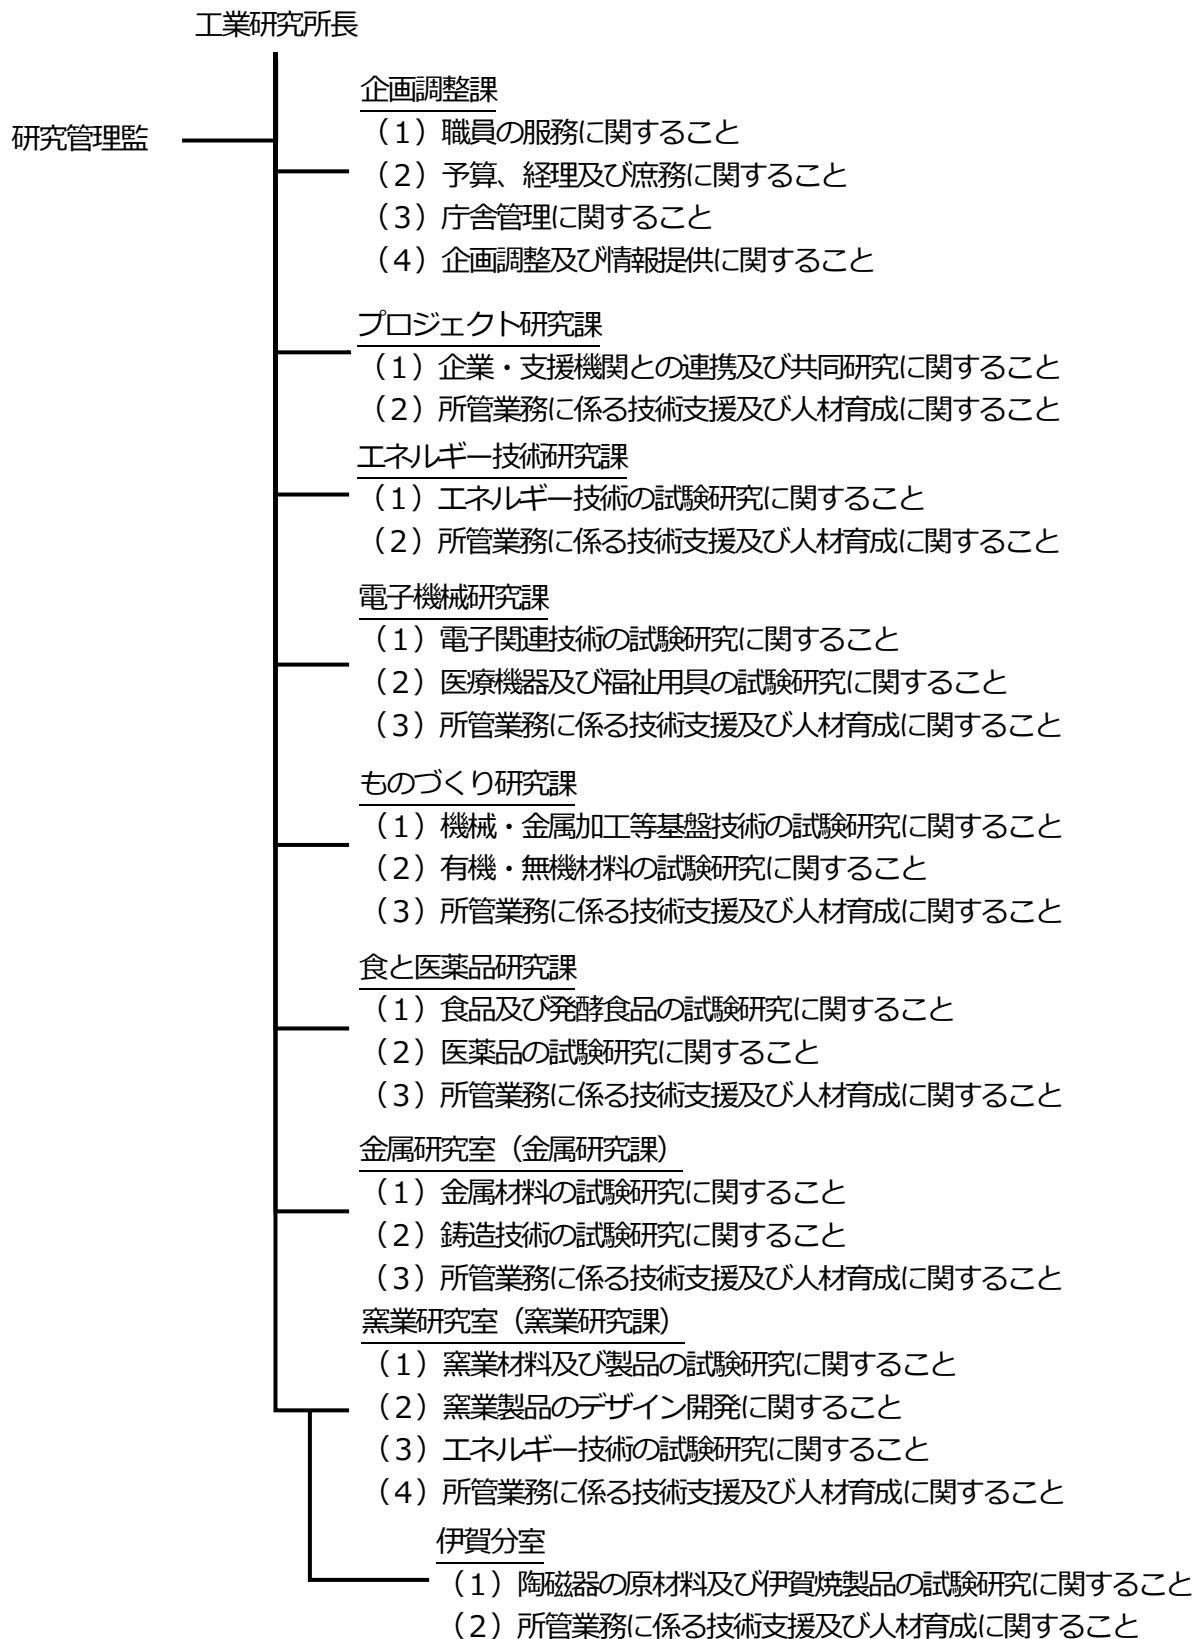 工業研究所長
企画調整課
研究管理監
（1）職員の服務に関すること
（2）予算、経理及び庶務に関すること
（3）庁舎管理に関すること
（4）企画調整及び情報提供に関すること
プロジェクト研究課
（1）企業・支援機関との連携及び共同研究に関すること
（2）所管業務に係る技術支援及び人材育成に関すること
エネルギー技術研究課
（1）エネルギー技術の試験研究に関すること
（2）所管業務に係る技術支援及び人材育成に関すること
電子機械研究課
（1）電子関連技術の試験研究に関すること
（2）医療機器及び福祉用具の試験研究に関すること
（3）所管業務に係る技術支援及び人材育成に関すること
ものづくり研究課
（1）機械・金属加工等基盤技術の試験研究に関すること
（2）有機・無機材料の試験研究に関すること
（3）所管業務に係る技術支援及び人材育成に関すること
食と医薬品研究課
（1）食品及び発酵食品の試験研究に関すること
（2）医薬品の試験研究に関すること
（3）所管業務に係る技術支援及び人材育成に関すること
金属研究室（金属研究課）
（1）金属材料の試験研究に関すること
（2）鋳造技術の試験研究に関すること
（3）所管業務に係る技術支援及び人材育成に関すること
窯業研究室（窯業研究課）
（1）窯業材料及び製品の試験研究に関すること
（2）窯業製品のデザイン開発に関すること
（3）エネルギー技術の試験研究に関すること
（4）所管業務に係る技術支援及び人材育成に関すること
伊賀分室
（1）陶磁器の原材料及び伊賀焼製品の試験研究に関すること
（2）所管業務に係る技術支援及び人材育成に関すること